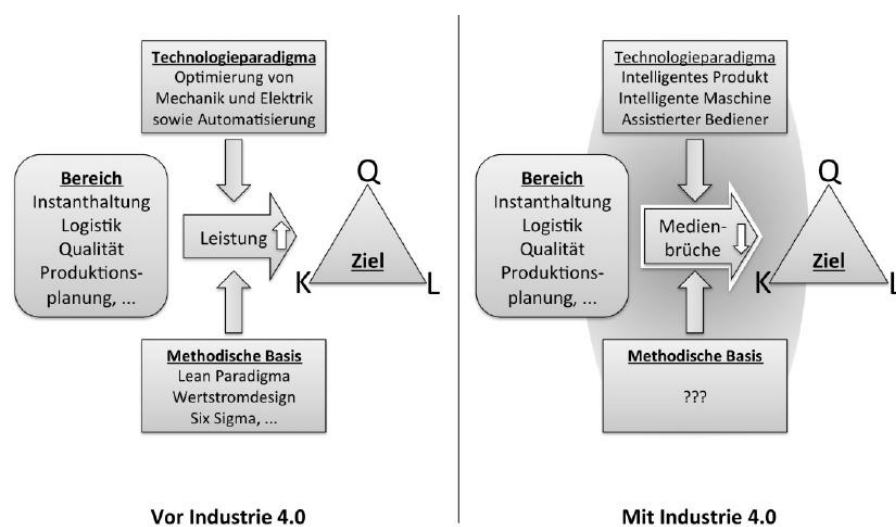 Technologieparadigma
Optimierung von
Mechanik und Elektrik
sowie Automatisierung
Bereich
Instanthaltung
Logistik
Qualität
Produktions-
planung, ...
Leistung
Q
Ziel
K
L
Methodische Basis
Lean Paradigma
Wertstromdesign
Six Sigma, ...
Vor Industrie 4.0
Technologieparadigma
Intelligentes Produkt
Intelligente Maschine
Assistierter Bediener
Bereich
Instanthaltung
Logistik
Qualität
Produktions-
planung, ...
Medien-
brüche
Q
Ziel
K
L
Methodische Basis
???
Mit Industrie 4.0